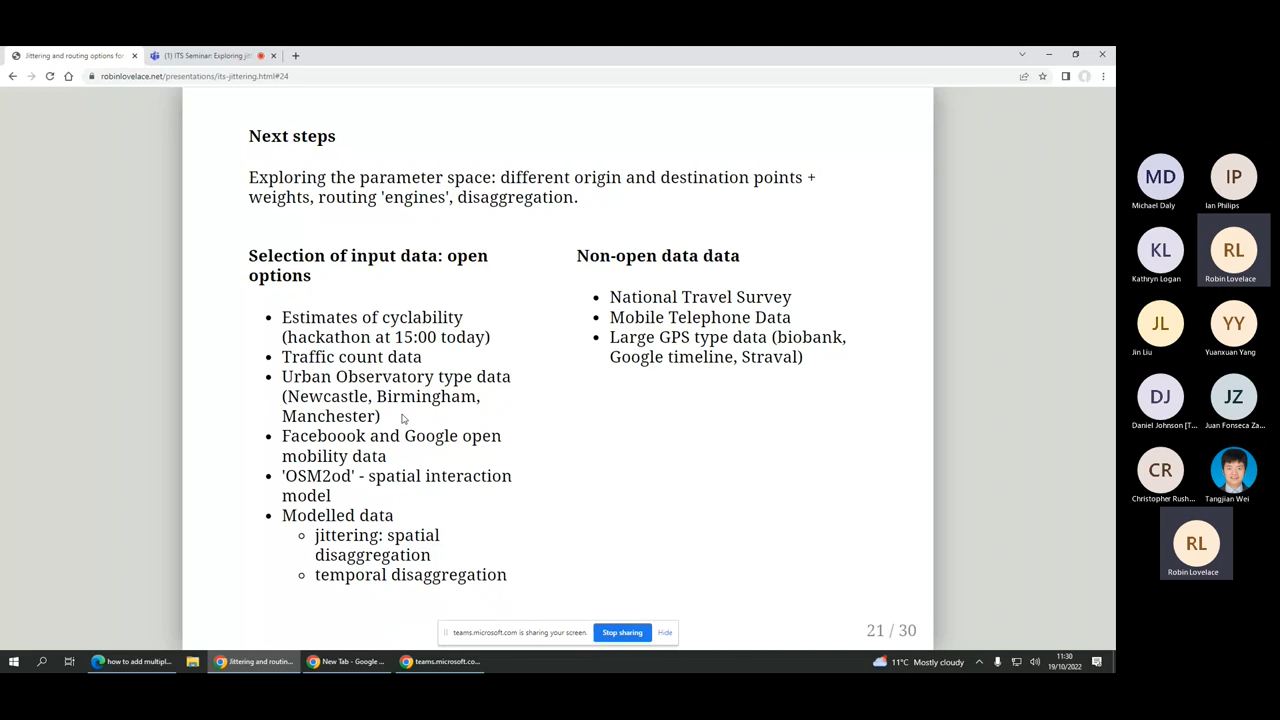 Jittering and routing options for
(1) ITS Seminar: Exploring jit
robinlovelace.net/presentations/its-jittering.html#24
Next steps
Exploring the parameter space: different origin and destination points +
weights, routing 'engines', disaggregation.
Selection of input data: open
options
Estimates of cyclability
(hackathon at 15:00 today)
Traffic count data
Urban Observatory type data
(Newcastle, Birmingham,
Manchester)
Faceboook and Google open
mobility data
'OSM2od' - spatial interaction
model
Modelled data
jittering: spatial
disaggregation
temporal disaggregation
Non-open data data
National Travel Survey
Mobile Telephone Data
Large GPS type data (biobank,
Google timeline, Straval)
21 / 30
teams.microsoft.com is sharing your screen.
Stop sharing
Hide
MD
Michael Daly
IP
Ian Philips
KL
Kathryn Logan
RL
Robin Lovelace
JL
Jin Liu
YY
Yuanxuan Yang
DJ
Daniel Johnson [T...
JZ
Juan Fonseca Za...
CR
Christopher Rush...
Tangjian Wei
RL
Robin Lovelace
how to add multipl...
Jittering and routin...
New Tab - Google ...
teams.microsoft.co...
11°C Mostly cloudy
11:30
19/10/2022